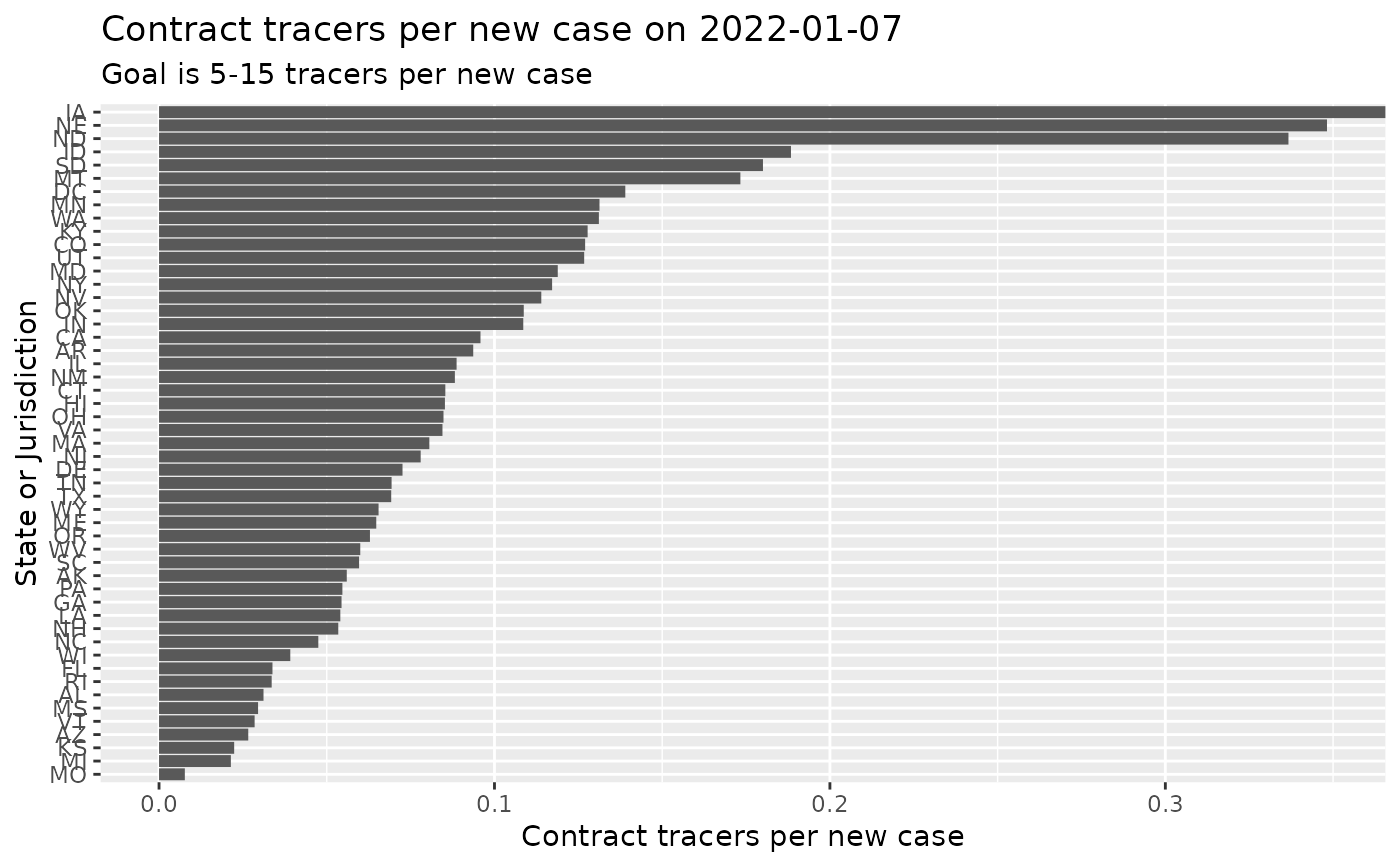 Contract tracers per new case on 2022-01-07
Goal is 5-15 tracers per new case
State or Jurisdiction
IA
NE
ND
ID
SD
MT
DC
MN
WA
KY
CO
UT
MD
NY
NV
OK
IN
CA
AR
IL
NM
CT
HI
OH
VA
MA
NJ
DE
TN
TX
WY
ME
OR
WV
SC
AK
PA
GA
LA
NH
NC
WI
FL
RI
AL
MS
VT
AZ
KS
MI
MO
0.0 0.1 0.2 0.3
Contract tracers per new case